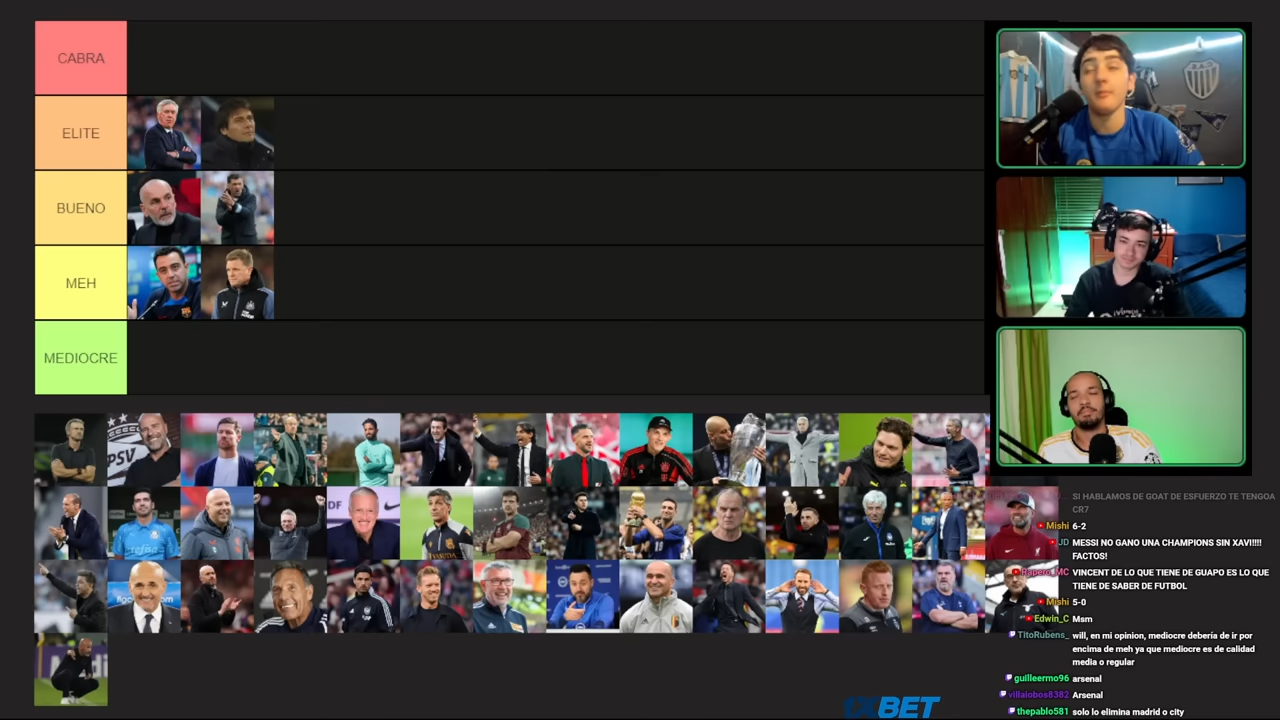 CABRA
ELITE
BUENO
MEH
MEDIOCRE
PSV
SI HABLAMOS DE GOAT DE ESFUERZO TE TENGOA
CR7
Mishi 6-2
JD MESSI NO GANO UNA CHAMPIONS SIN XAVI!!!!
FACTOS!
Rapero_MC VINCENT DE LO QUE TIENE DE GUAPO ES LO QUE
TIENE DE SABER DE FUTBOL
Mishi 5-0
Edwin_C Msm
TitoRubens_ will, en mi opinion, mediocre debería de ir por
encima de meh ya que mediocre es de calidad
media o regular
guilleermo96 arsenal
villalobos8382 Arsenal
thepablo581 solo lo elimina madrid o city
1XBET